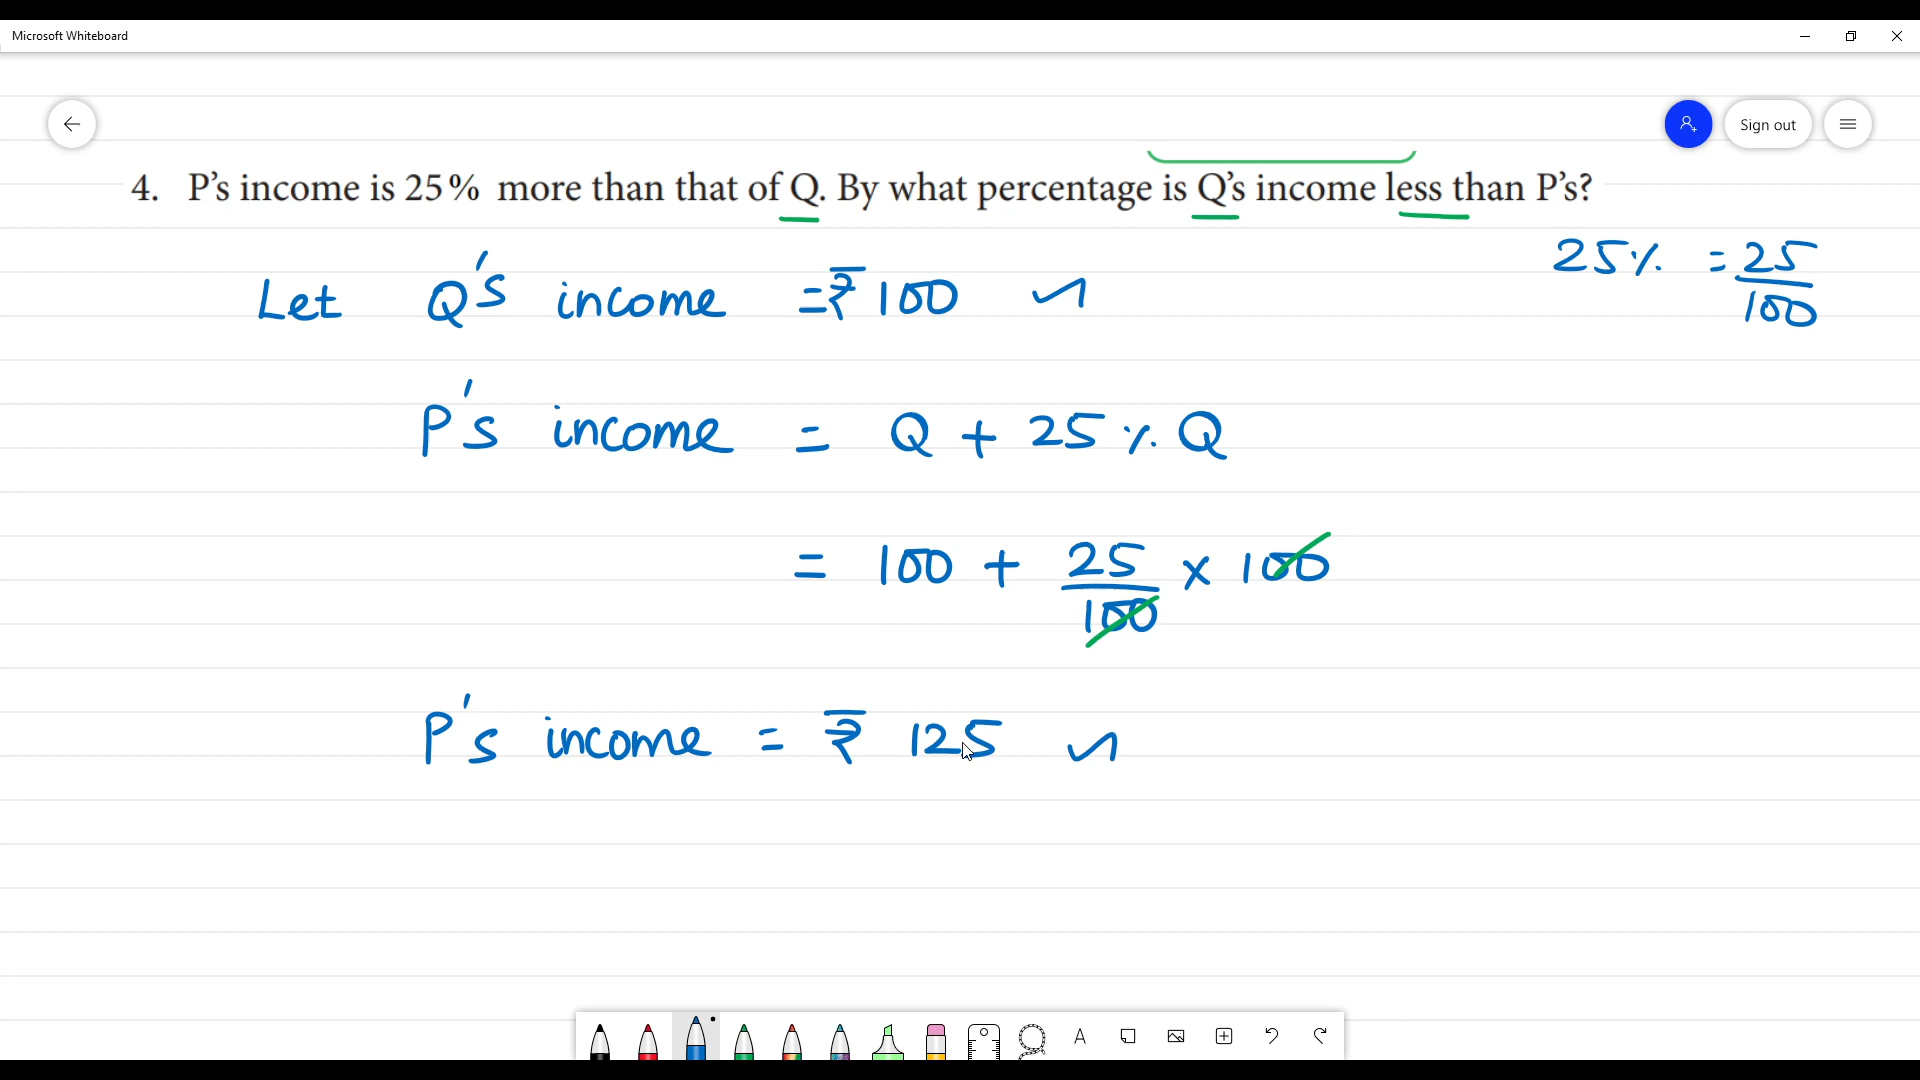 Microsoft Whiteboard
Sign out
4. P's income is 25% more than that of Q. By what percentage is Q's income less than P's?
25% = 25/100
Let Q's income = ₹ 100
P's income = Q + 25% Q
= 100 + 25/100 x 100
P's income = ₹ 125
A